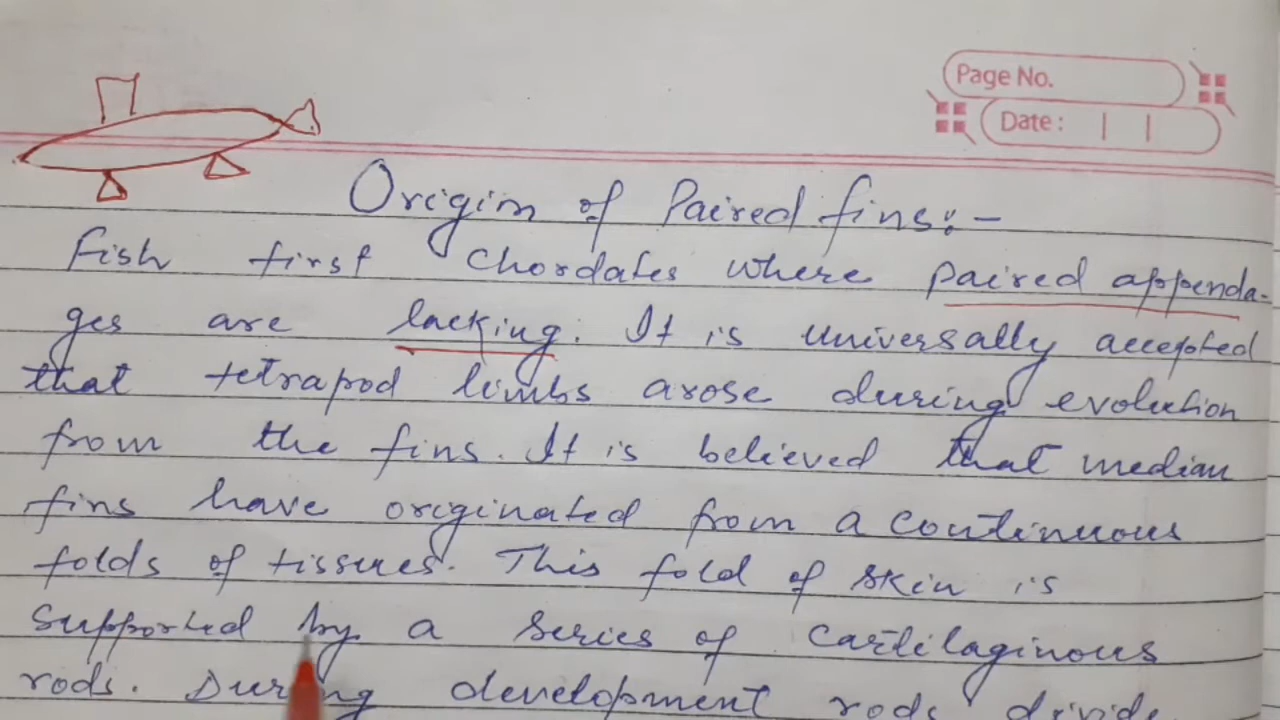 Page No.
Date :
Origin of Paired fins:-
Fish first chordates where paired appenda-
ges are lacking. It is universally accepted
that tetrapod limbs arose during evolution
from the fins. It is believed that median
fins have originated from a continuous
folds of tissues. This fold of skin is
supported by a series of cartilaginous
rods. During development rods divide